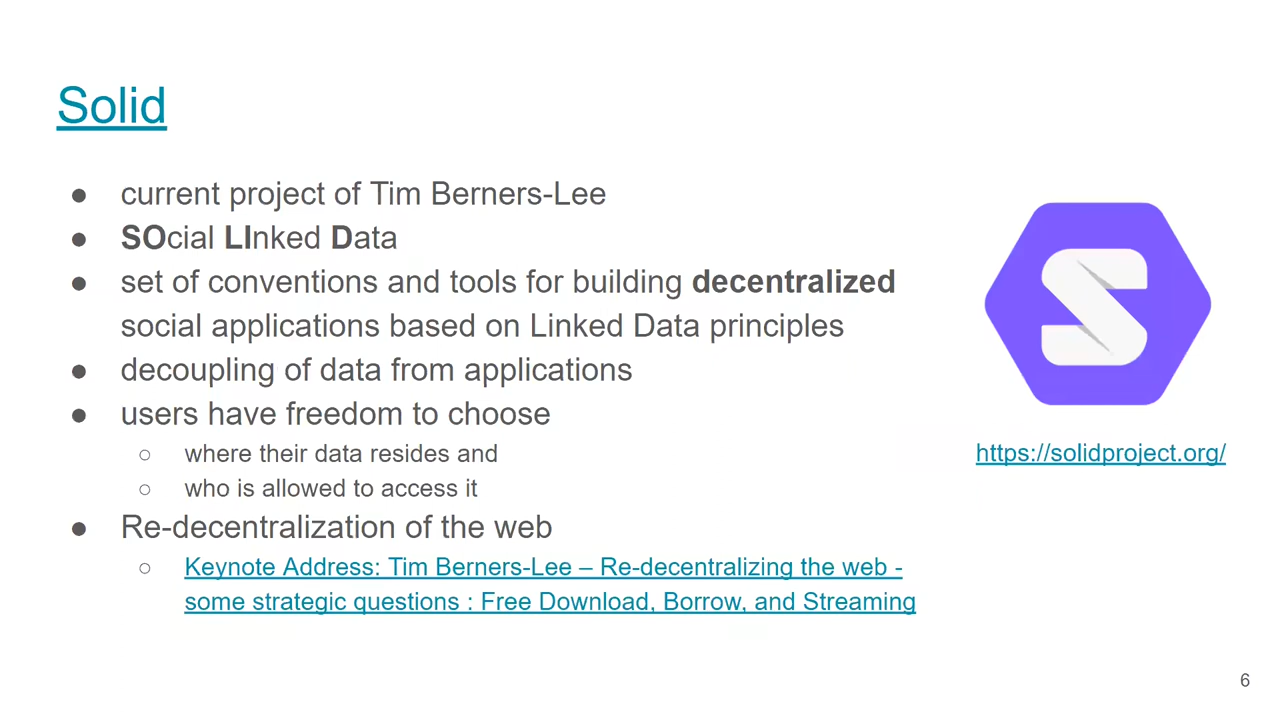 Solid
● current project of Tim Berners-Lee
● SOcial LInked Data
● set of conventions and tools for building decentralized
social applications based on Linked Data principles
● decoupling of data from applications
● users have freedom to choose
○ where their data resides and
○ who is allowed to access it
● Re-decentralization of the web
○ Keynote Address: Tim Berners-Lee – Re-decentralizing the web -
some strategic questions : Free Download, Borrow, and Streaming
S
https://solidproject.org/
6